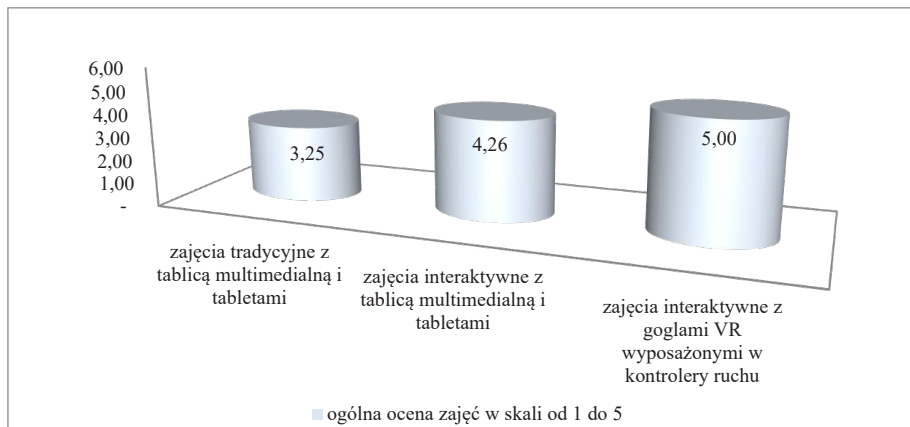 6,00
5,00
4,00
3,00
2,00
1,00
-
3,25
4,26
5,00
zajęcia tradycyjne z
tablicą multimedialną i
tabletami
zajęcia interaktywne z
tablicą multimedialną i
tabletami
zajęcia interaktywne z
goglami VR
wyposażonymi w
kontrolery ruchu
ogólna ocena zajęć w skali od 1 do 5